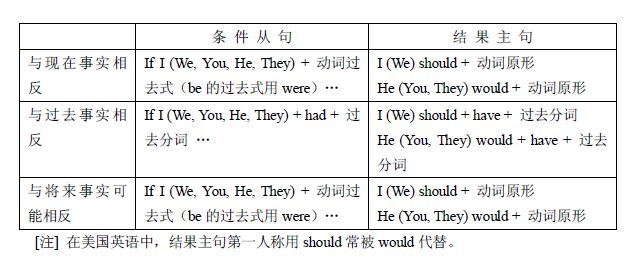 条 件 从 句	结 果 主 句
与现在事实相	If I (We, You, He, They) + 动词过	I (We) should + 动词原形
反	去式（be 的过去式用 were）…	He (You, They) would + 动词原形
与过去事实相	If I (We, You, He, They) + had + 过	I (We) should + have + 过去分词
反	去分词 …	He (You, They) would + have + 过去
分词
与将来事实可	If I (We, You, He, They) + 动词过	I (We) should + 动词原形
能相反	去式（be 的过去式用 were）…	He (You, They) would + 动词原形
[注] 在美国英语中，结果主句第一人称用 should 常被 would 代替。